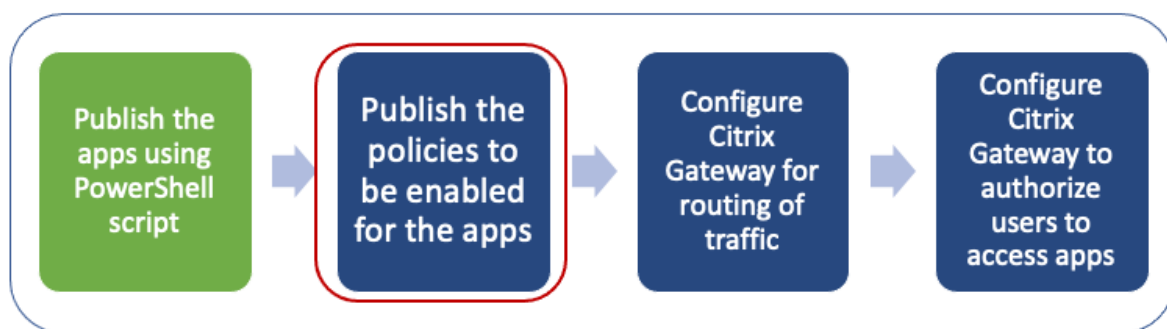 Publish the
apps using
PowerShell
script
Publish the
policies to
be enabled
for the apps
Configure
Citrix
Gateway for
routing of
traffic
Configure
Citrix
Gateway to
authorize
users to
access apps